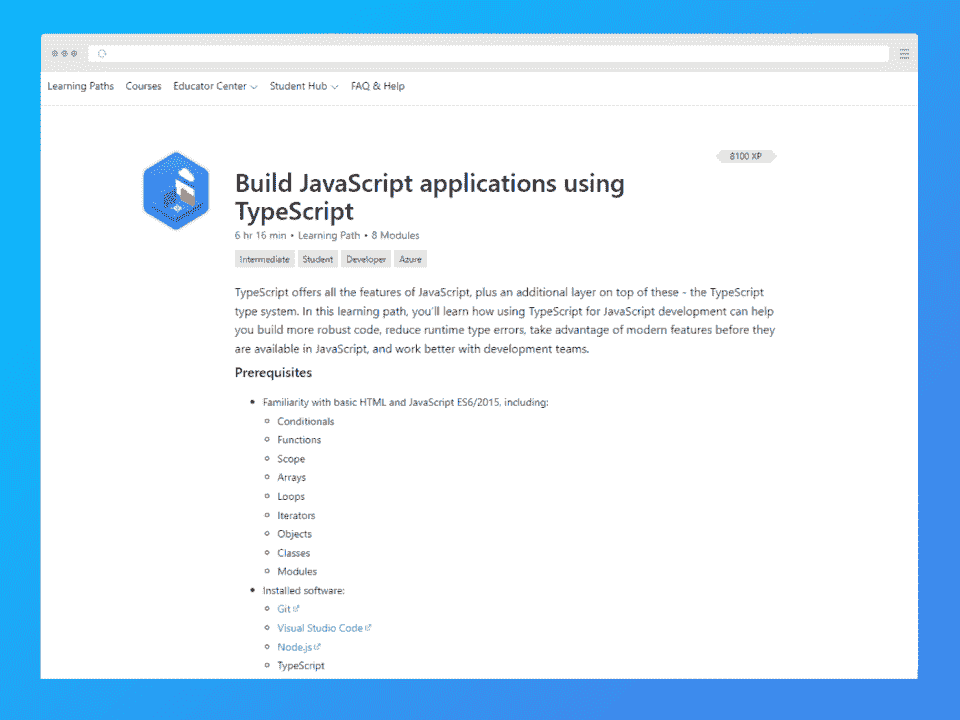 Learning Paths Courses Educator Center Student Hub FAQ & Help
8100 XP
Build JavaScript applications using
TypeScript
6 hr 16 min • Learning Path • 8 Modules
Intermediate Student Developer Azure
TypeScript offers all the features of JavaScript, plus an additional layer on top of these - the TypeScript
type system. In this learning path, you'll learn how using TypeScript for JavaScript development can help
you build more robust code, reduce runtime type errors, take advantage of modern features before they
are available in JavaScript, and work better with development teams.
Prerequisites
Familiarity with basic HTML and JavaScript ES6/2015, including:
Conditionals
Functions
Scope
Arrays
Loops
Iterators
Objects
Classes
Modules
Installed software:
Git
Visual Studio Code
Node.js
TypeScript